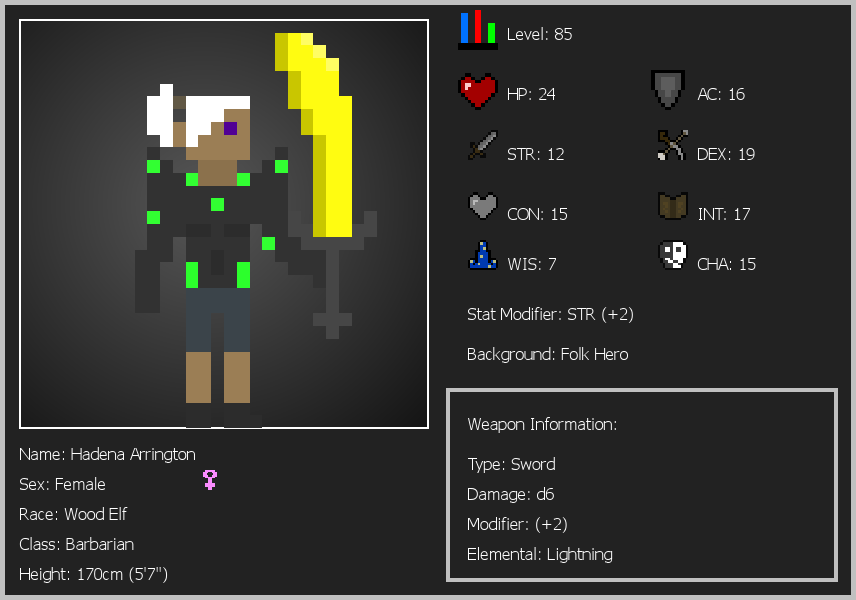 Level: 85
HP: 24
AC: 16
STR: 12
DEX: 19
CON: 15
INT: 17
WIS: 7
CHA: 15
Stat Modifier: STR (+2)
Background: Folk Hero
Weapon Information:
Type: Sword
Damage: d6
Modifier: (+2)
Elemental: Lightning
Name: Hadena Arrington
Sex: Female
Race: Wood Elf
Class: Barbarian
Height: 170cm (5'7")